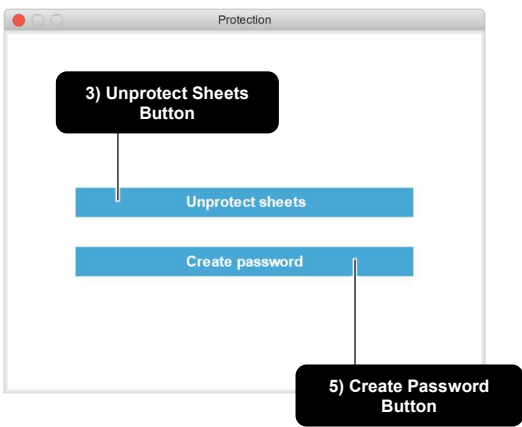 Protection
3) Unprotect Sheets
Button
Unprotect sheets
Create password
5) Create Password
Button